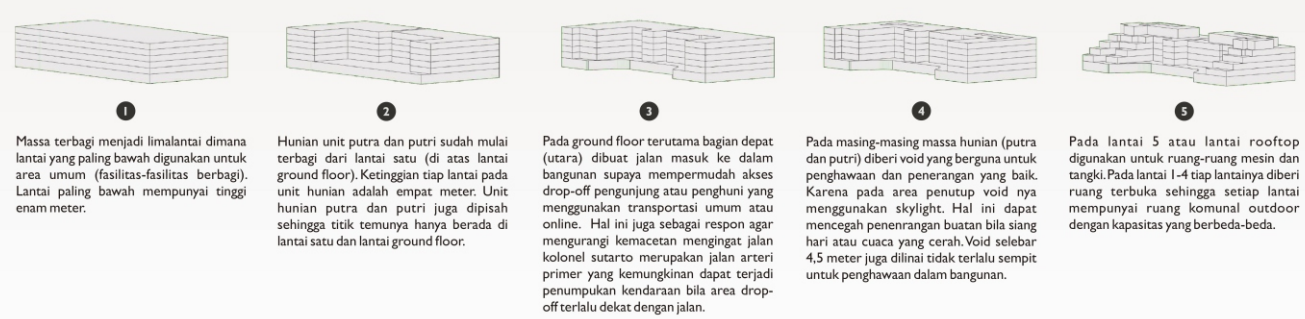 1
Massa terbagi menjadi limalantai dimana
lantai yang paling bawah digunakan untuk
area umum (fasilitas-fasilitas berbagi).
Lantai paling bawah mempunyai tinggi
enam meter.
2
Hunian unit putra dan putri sudah mulai
terbagi dari lantai satu (di atas lantai
ground floor). Ketinggian tiap lantai pada
unit hunian adalah empat meter. Unit
hunian putra dan putri juga dipisah
sehingga titik temunya hanya berada di
lantai satu dan lantai ground floor.
3
Pada ground floor terutama bagian depat
(utara) dibuat jalan masuk ke dalam
bangunan supaya mempermudah akses
drop-off pengunjung atau penghuni yang
menggunakan transportasi umum atau
online. Hal ini juga sebagai respon agar
mengurangi kemacetan mengingat jalan
kolonel sutarto merupakan jalan arteri
primer yang kemungkinan dapat terjadi
penumpukan kendaraan bila area drop-
off terlalu dekat dengan jalan.
4
Pada masing-masing massa hunian (putra
dan putri) diberi void yang berguna untuk
penghawaan dan penerangan yang baik.
Karena pada area penutup void nya
menggunakan skylight. Hal ini dapat
mencegah penerangan buatan bila siang
hari atau cuaca yang cerah. Void selebar
4,5 meter juga dilinai tidak terlalu sempit
untuk penghawaan dalam bangunan.
5
Pada lantai 5 atau lantai rooftop
digunakan untuk ruang-ruang mesin dan
tangki. Pada lantai 1-4 tiap lantainya diberi
ruang terbuka sehingga setiap lantai
mempunyai ruang komunal outdoor
dengan kapasitas yang berbeda-beda.